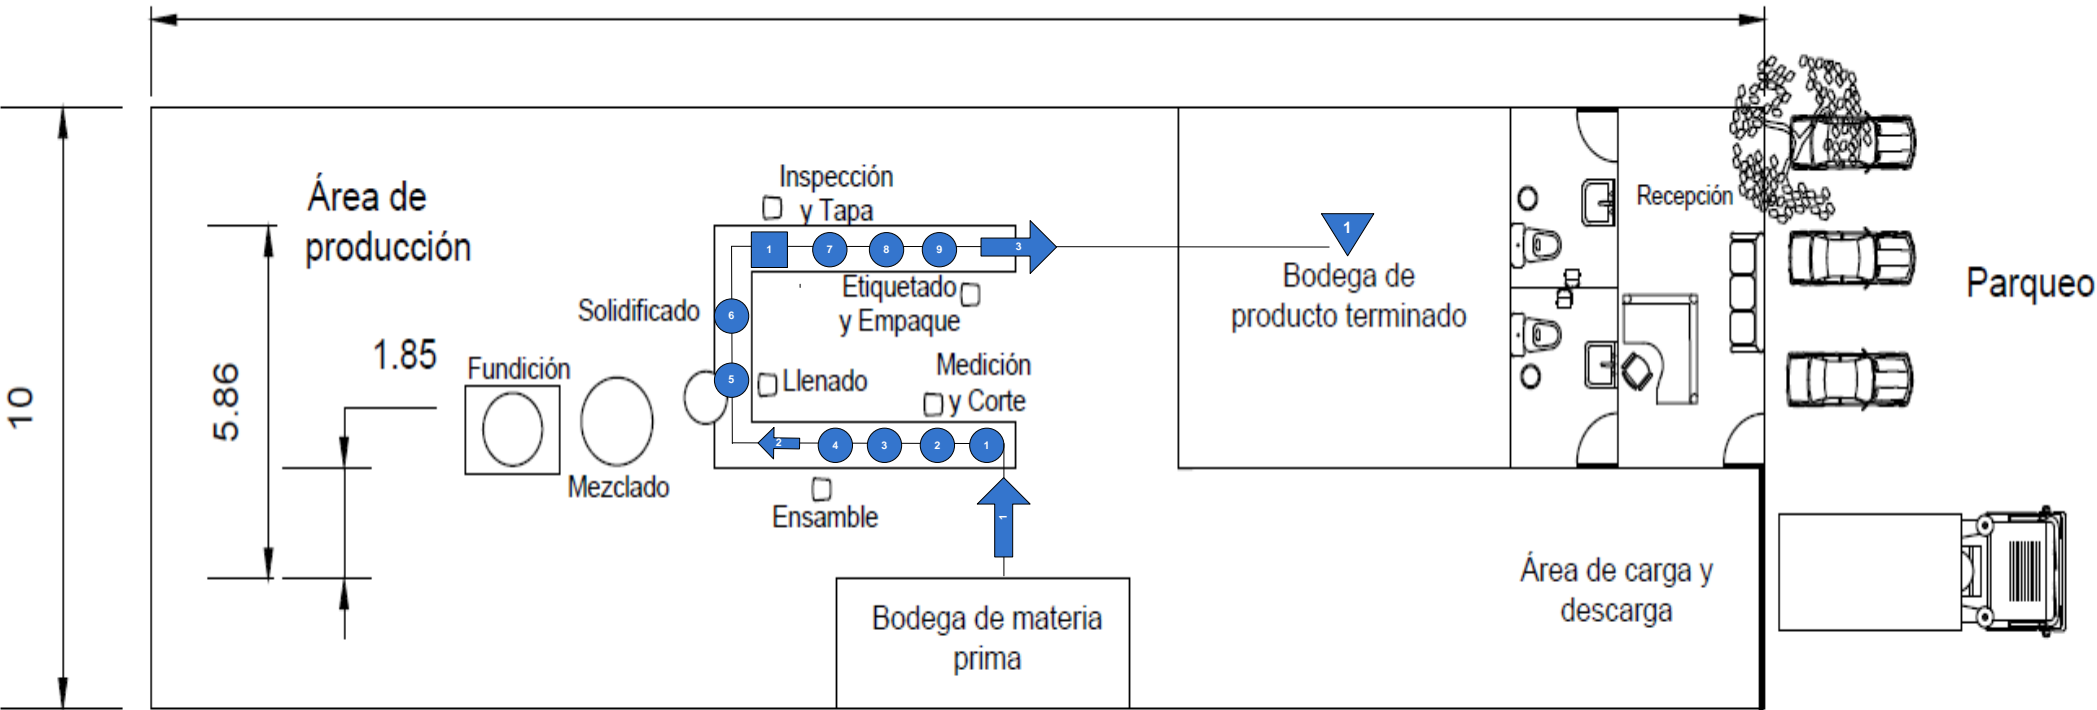 Inspección
y Tapa
Área de
producción
Recepción
1
7
8
9
3
1
Bodega de
producto terminado
Etiquetado
y Empaque
Parqueo
Solidificado
6
1.85
Fundición
Medición
y Corte
5
Llenado
5.86
10
2
4
3
2
1
Mezclado
Ensamble
1
Área de carga y
descarga
Bodega de materia
prima